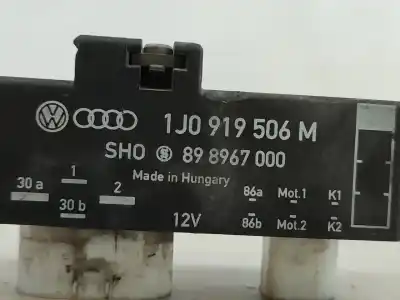 1J0 919 506 M
SHO 89 8967 000
Made in Hungary
30 a 1 2 86a Mot.1 K1
30 b 12V 86b Mot.2 K2